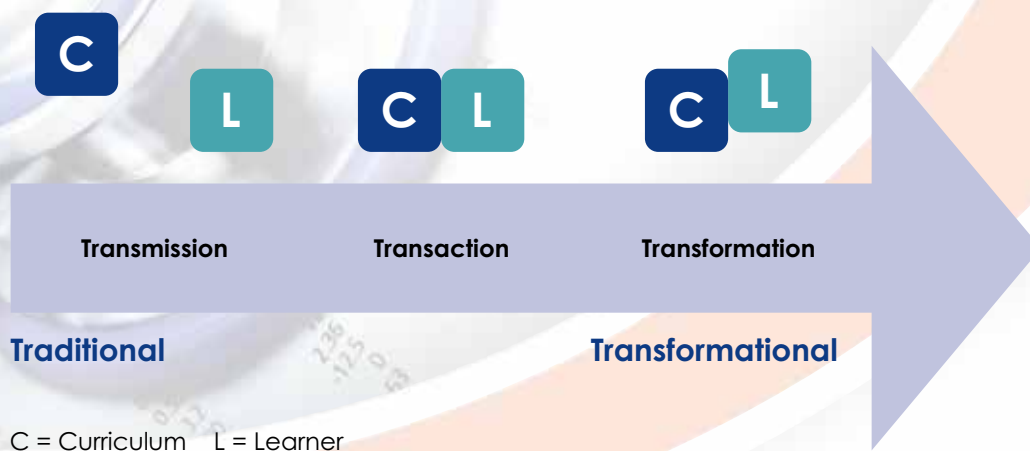 C
L
C L
C L
Transmission Transaction Transformation
Traditional Transformational
C = Curriculum L = Learner